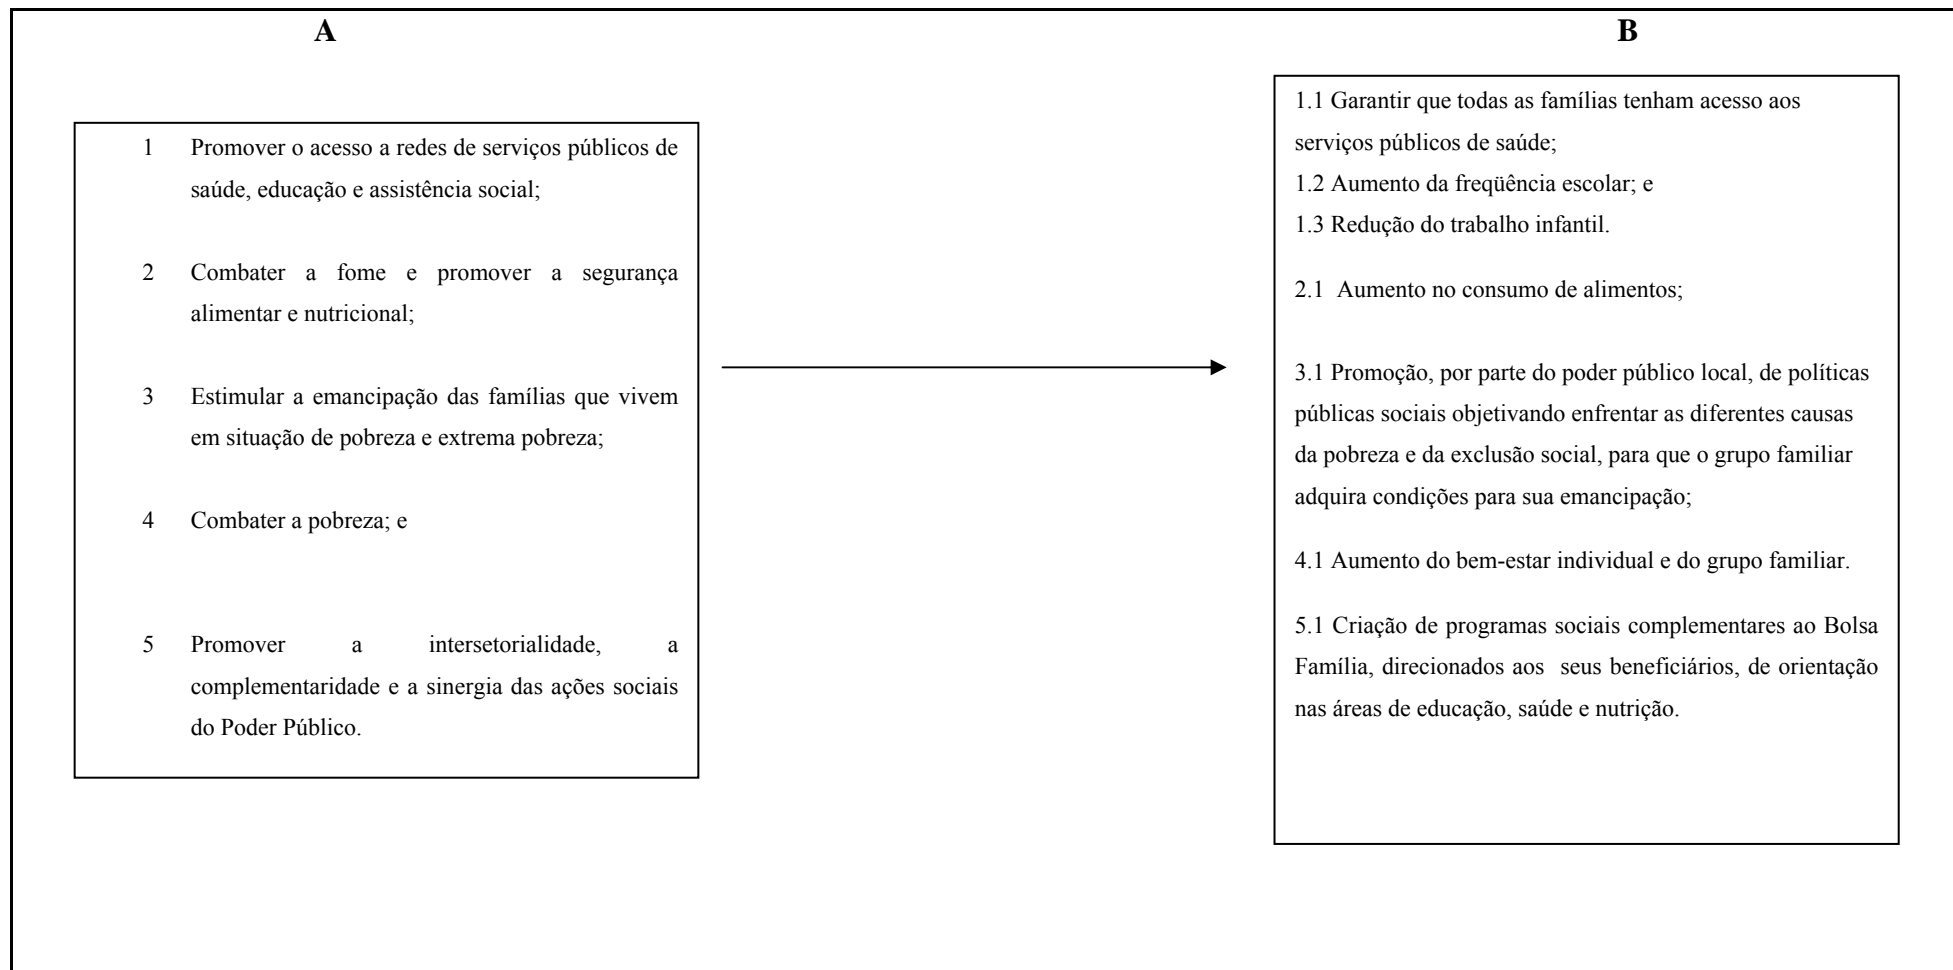 A
1 Promover o acesso a redes de serviços públicos de
saúde, educação e assistência social;
2 Combater a fome e promover a segurança
alimentar e nutricional;
3 Estimular a emancipação das famílias que vivem
em situação de pobreza e extrema pobreza;
4 Combater a pobreza; e
5 Promover a intersetorialidade, a
complementaridade e a sinergia das ações sociais
do Poder Público.
B
1.1 Garantir que todas as famílias tenham acesso aos
serviços públicos de saúde;
1.2 Aumento da freqüência escolar; e
1.3 Redução do trabalho infantil.
2.1 Aumento no consumo de alimentos;
3.1 Promoção, por parte do poder público local, de políticas
públicas sociais objetivando enfrentar as diferentes causas
da pobreza e da exclusão social, para que o grupo familiar
adquira condições para sua emancipação;
4.1 Aumento do bem-estar individual e do grupo familiar.
5.1 Criação de programas sociais complementares ao Bolsa
Família, direcionados aos seus beneficiários, de orientação
nas áreas de educação, saúde e nutrição.